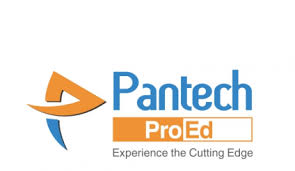 Pantech
ProEd
Experience the Cutting Edge